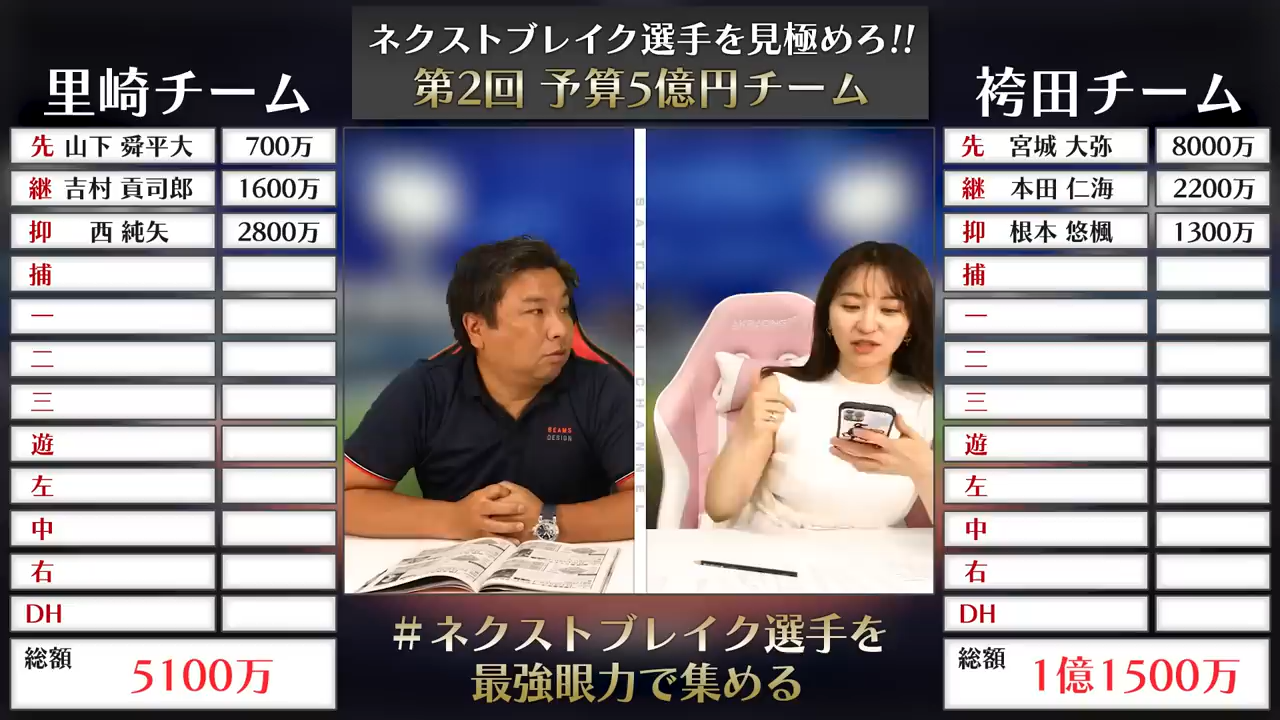 ネクストブレイク選手を見極めろ!!
第2回 予算5億円チーム
里崎チーム
先 山下 舜平大 700万
継 吉村 貢司郎 1600万
抑 西 純矢 2800万
捕
一
二
三
遊
左
中
右
DH
総額 5100万
SATOZAKI CHANNEL
BEAMS
DESIGN
AKRACING
袴田チーム
先 宮城 大弥 8000万
継 本田 仁海 2200万
抑 根本 悠楓 1300万
捕
一
二
三
遊
左
中
右
DH
総額 1億1500万
#ネクストブレイク選手を
最強眼力で集める